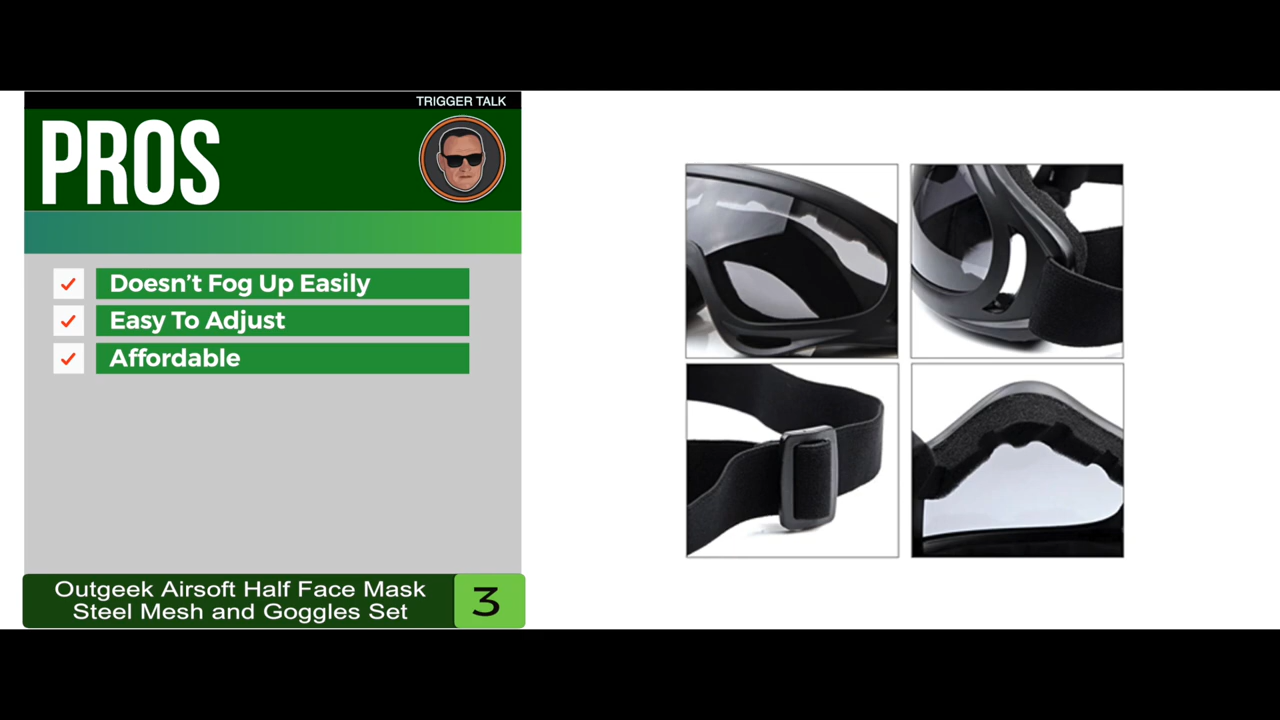 TRIGGER TALK
PROS
Doesn’t Fog Up Easily
Easy To Adjust
Affordable
Outgeek Airsoft Half Face Mask
Steel Mesh and Goggles Set
3